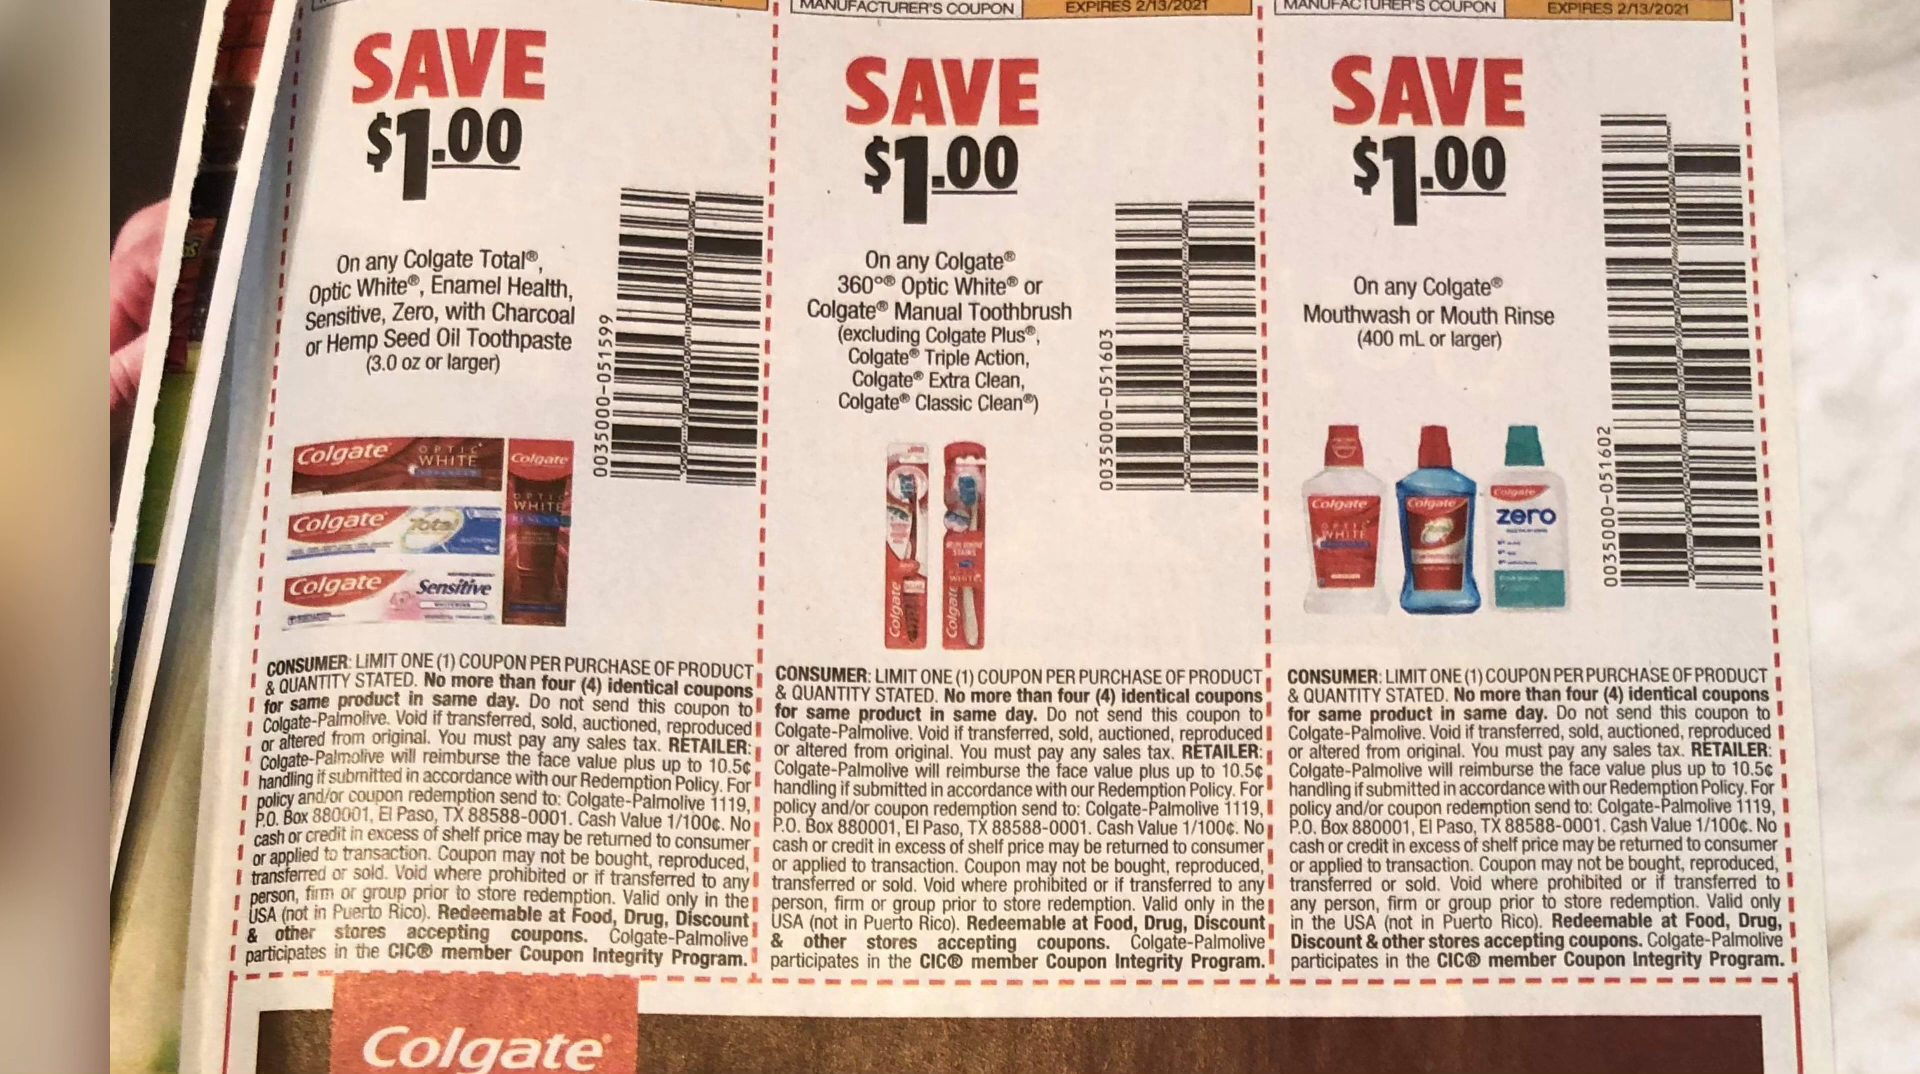 MANUFACTURER'S COUPON
EXPIRES 2/13/2021
MANUFACTURER'S COUPON
EXPIRES 2/13/2021
SAVE
$1.00
On any Colgate Total®,
Optic White®, Enamel Health,
Sensitive, Zero, with Charcoal
or Hemp Seed Oil Toothpaste
(3.0 oz or larger)
0035000-051599
Colgate
OPTIC
WHITE
Colgate
OPTIC
WHITE
Colgate
Total
Colgate
Sensitive
CONSUMER: LIMIT ONE (1) COUPON PER PURCHASE OF PRODUCT
& QUANTITY STATED. No more than four (4) identical coupons
for same product in same day. Do not send this coupon to
Colgate-Palmolive. Void if transferred, sold, auctioned, reproduced
or altered from original. You must pay any sales tax. RETAILER:
Colgate-Palmolive will reimburse the face value plus up to 10.5¢
handling if submitted in accordance with our Redemption Policy. For
policy and/or coupon redemption send to: Colgate-Palmolive 1119,
P.O. Box 880001, El Paso, TX 88588-0001. Cash Value 1/100¢. No
cash or credit in excess of shelf price may be returned to consumer
or applied to transaction. Coupon may not be bought, reproduced,
transferred or sold. Void where prohibited or if transferred to any
person, firm or group prior to store redemption. Valid only in the
USA (not in Puerto Rico). Redeemable at Food, Drug, Discount
& other stores accepting coupons. Colgate-Palmolive
participates in the CIC® member Coupon Integrity Program.
SAVE
$1.00
On any Colgate®
360°® Optic White® or
Colgate® Manual Toothbrush
(excluding Colgate Plus®,
Colgate® Triple Action,
Colgate® Extra Clean,
Colgate® Classic Clean®)
0035000-051603
Colgate
Colgate
CONSUMER: LIMIT ONE (1) COUPON PER PURCHASE OF PRODUCT
& QUANTITY STATED. No more than four (4) identical coupons
for same product in same day. Do not send this coupon to
Colgate-Palmolive. Void if transferred, sold, auctioned, reproduced
or altered from original. You must pay any sales tax. RETAILER:
Colgate-Palmolive will reimburse the face value plus up to 10.5¢
handling if submitted in accordance with our Redemption Policy. For
policy and/or coupon redemption send to: Colgate-Palmolive 1119,
P.O. Box 880001, El Paso, TX 88588-0001. Cash Value 1/100¢. No
cash or credit in excess of shelf price may be returned to consumer
or applied to transaction. Coupon may not be bought, reproduced,
transferred or sold. Void where prohibited or if transferred to any
person, firm or group prior to store redemption. Valid only in the
USA (not in Puerto Rico). Redeemable at Food, Drug, Discount
& other stores accepting coupons. Colgate-Palmolive
participates in the CIC® member Coupon Integrity Program.
SAVE
$1.00
On any Colgate®
Mouthwash or Mouth Rinse
(400 mL or larger)
0035000-051602
Colgate
OPTIC
WHITE
Colgate
Colgate
zero
CONSUMER: LIMIT ONE (1) COUPON PER PURCHASE OF PRODUCT
& QUANTITY STATED. No more than four (4) identical coupons
for same product in same day. Do not send this coupon to
Colgate-Palmolive. Void if transferred, sold, auctioned, reproduced
or altered from original. You must pay any sales tax. RETAILER:
Colgate-Palmolive will reimburse the face value plus up to 10.5¢
handling if submitted in accordance with our Redemption Policy. For
policy and/or coupon redemption send to: Colgate-Palmolive 1119,
P.O. Box 880001, El Paso, TX 88588-0001. Cash Value 1/100¢. No
cash or credit in excess of shelf price may be returned to consumer
or applied to transaction. Coupon may not be bought, reproduced,
transferred or sold. Void where prohibited or if transferred to
any person, firm or group prior to store redemption. Valid only
in the USA (not in Puerto Rico). Redeemable at Food, Drug,
Discount & other stores accepting coupons. Colgate-Palmolive
participates in the CIC® member Coupon Integrity Program.
Colgate